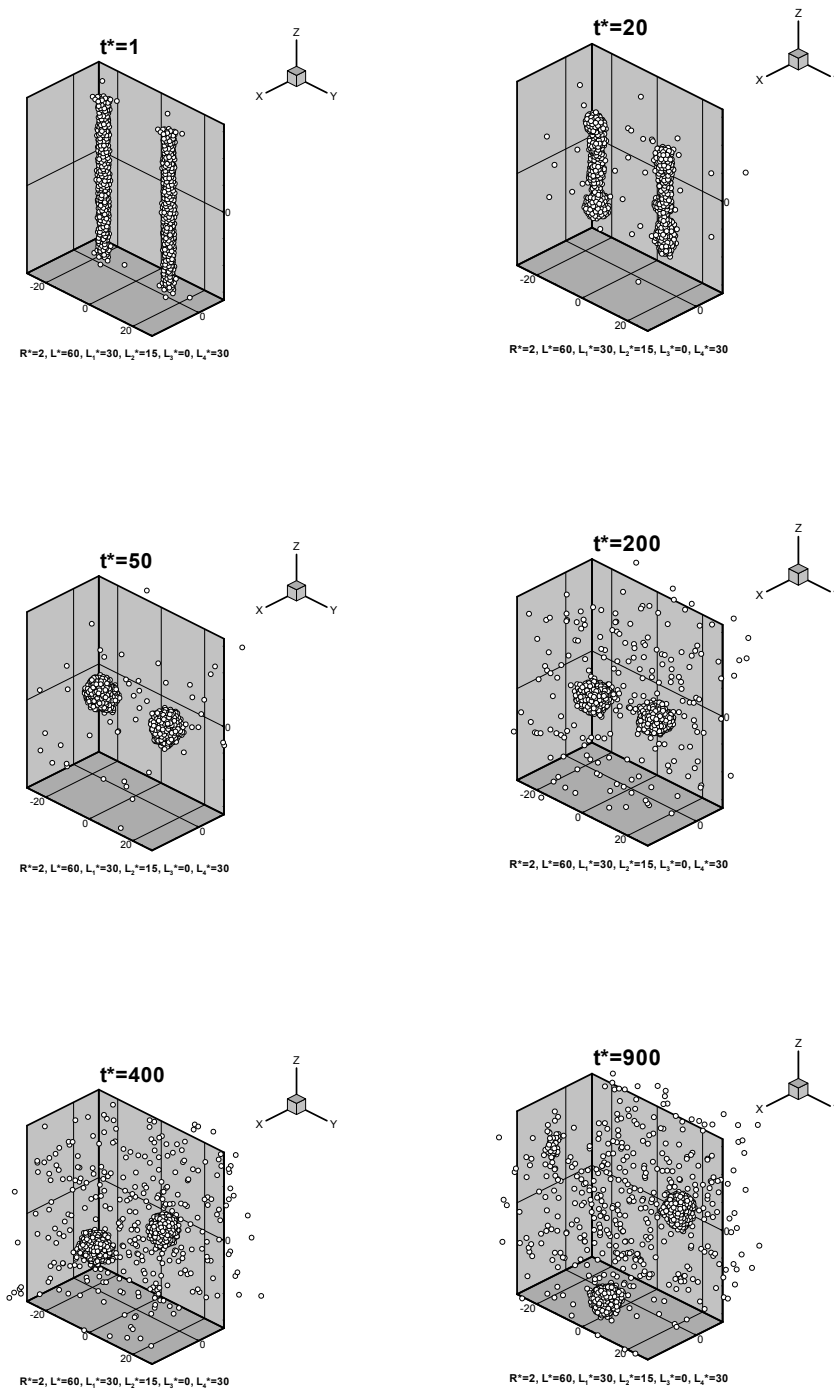 t*=1
Z
X
Y
0
-20
0
20
0
R*=2, L*=60, L₁*=30, L₂*=15, L₃*=0, L₄*=30
t*=20
Z
X
0
20
0
R*=2, L*=60, L₁*=30, L₂*=15, L₃*=0, L₄*=30
t*=50
Z
X
Y
0
-20
0
20
0
R*=2, L*=60, L₁*=30, L₂*=15, L₃*=0, L₄*=30
t*=200
Z
X
0
-20
0
20
0
R*=2, L*=60, L₁*=30, L₂*=15, L₃*=0, L₄*=30
t*=400
Z
X
Y
0
-20
0
20
0
R*=2, L*=60, L₁*=30, L₂*=15, L₃*=0, L₄*=30
t*=900
Z
X
0
-20
0
20
0
R*=2, L*=60, L₁*=30, L₂*=15, L₃*=0, L₄*=30